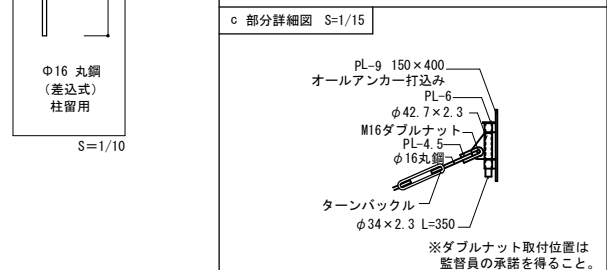 Φ16 丸鋼
(差込式)
柱留用
S=1/10
c 部分詳細図 S=1/15
PL-9 150×400
オールアンカー打込み
PL-6
φ42.7×2.3
M16ダブルナット
PL-4.5
φ16丸鋼
ターンバックル
φ34×2.3 L=350
※ダブルナット取付位置は
監督員の承諾を得ること。